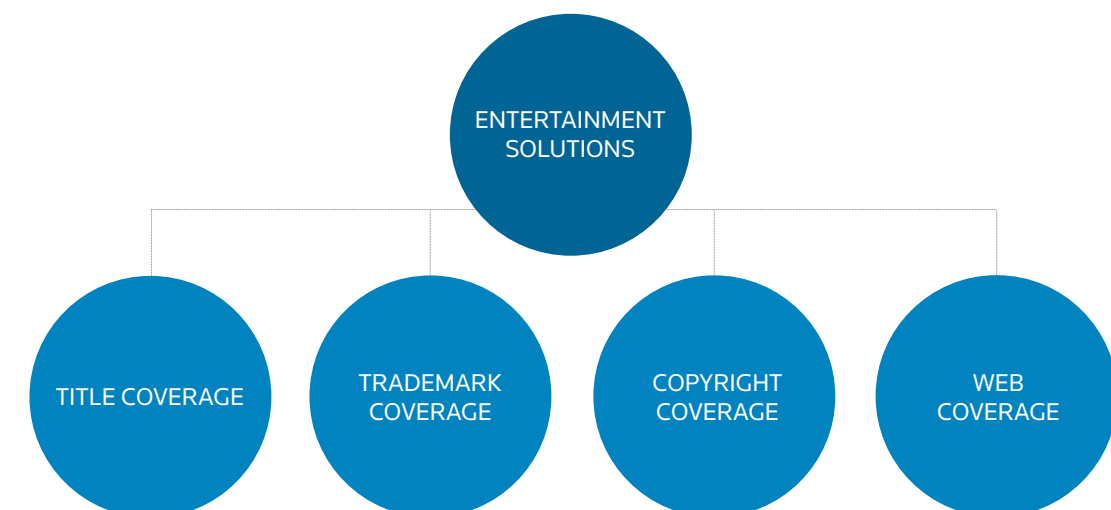 ENTERTAINMENT
SOLUTIONS
TITLE COVERAGE
TRADEMARK
COVERAGE
COPYRIGHT
COVERAGE
WEB
COVERAGE